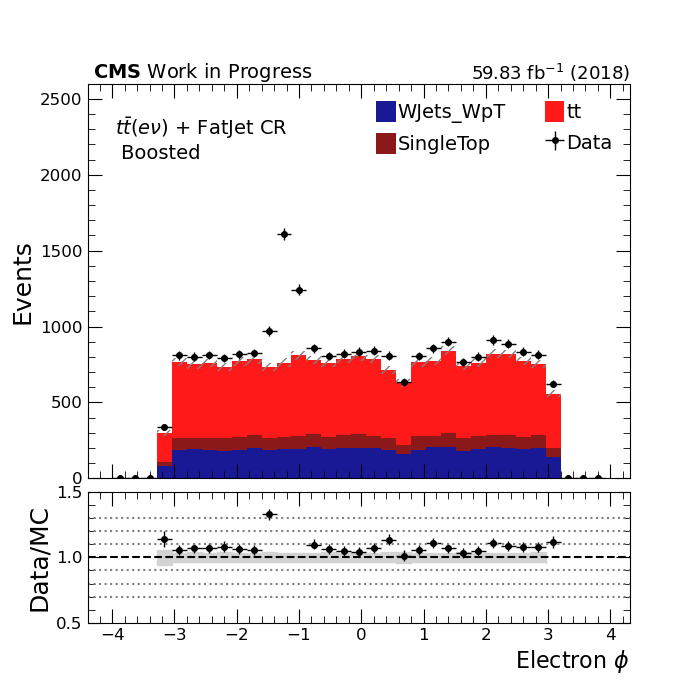 CMS Work in Progress 59.83 fb⁻¹ (2018)
tt̄(eν) + FatJet CR
Boosted
WJets_WpT tt
SingleTop Data
Events
2500
2000
1500
1000
500
0
Data/MC
1.5
1.0
0.5
−4 −3 −2 −1 0 1 2 3 4
Electron ϕ